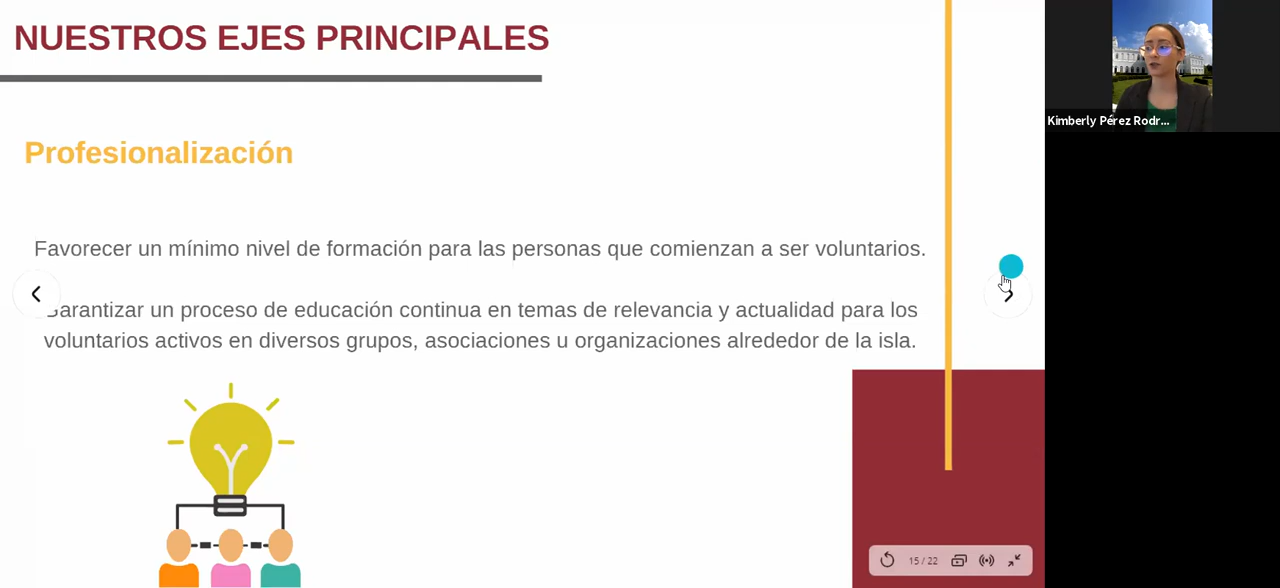 NUESTROS EJES PRINCIPALES
Profesionalización
Favorecer un mínimo nivel de formación para las personas que comienzan a ser voluntarios.
Garantizar un proceso de educación continua en temas de relevancia y actualidad para los
voluntarios activos en diversos grupos, asociaciones u organizaciones alrededor de la isla.
15 / 22
Kimberly Pérez Rodr...